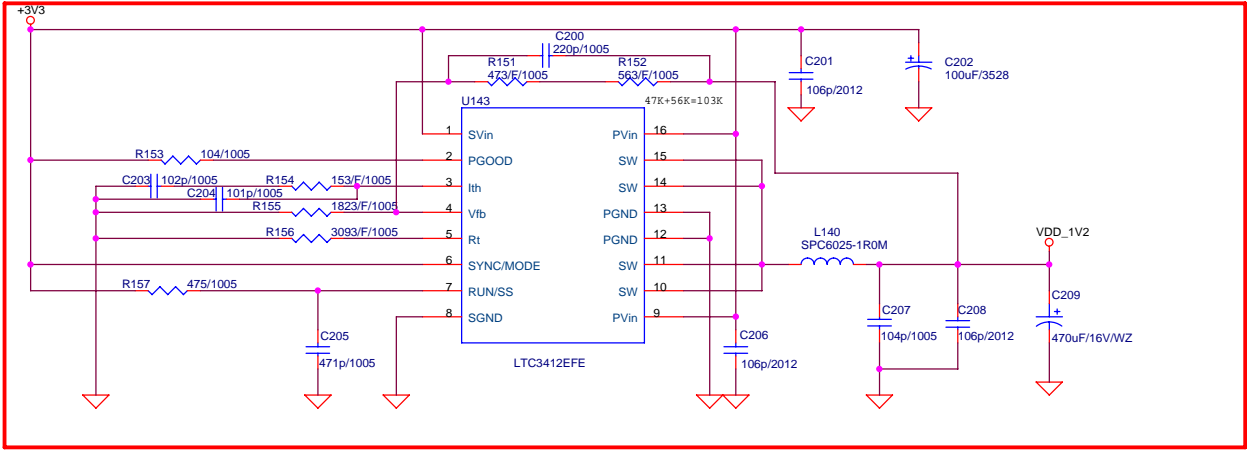 +3V3
C200
220p/1005
R151
473/F/1005
R152
563/F/1005
C201
106p/2012
C202
100uF/3528
U143
47K+56K=103K
1 SVin
PVin 16
2 PGOOD
SW 15
R153 104/1005
3 Ith
SW 14
C203 102p/1005
R154 153/F/1005
C204 101p/1005
4 Vfb
PGND 13
R155 1823/F/1005
5 Rt
PGND 12
R156 3093/F/1005
6 SYNC/MODE
SW 11
L140
SPC6025-1R0M
VDD_1V2
7 RUN/SS
SW 10
R157 475/1005
8 SGND
PVin 9
C205
471p/1005
C206
106p/2012
C207
104p/1005
C208
106p/2012
C209
470uF/16V/WZ
LTC3412EFE